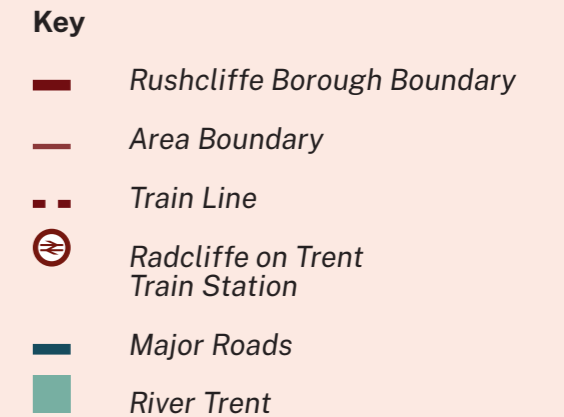 Key
Rushcliffe Borough Boundary
Area Boundary
Train Line
Radcliffe on Trent
Train Station
Major Roads
River Trent